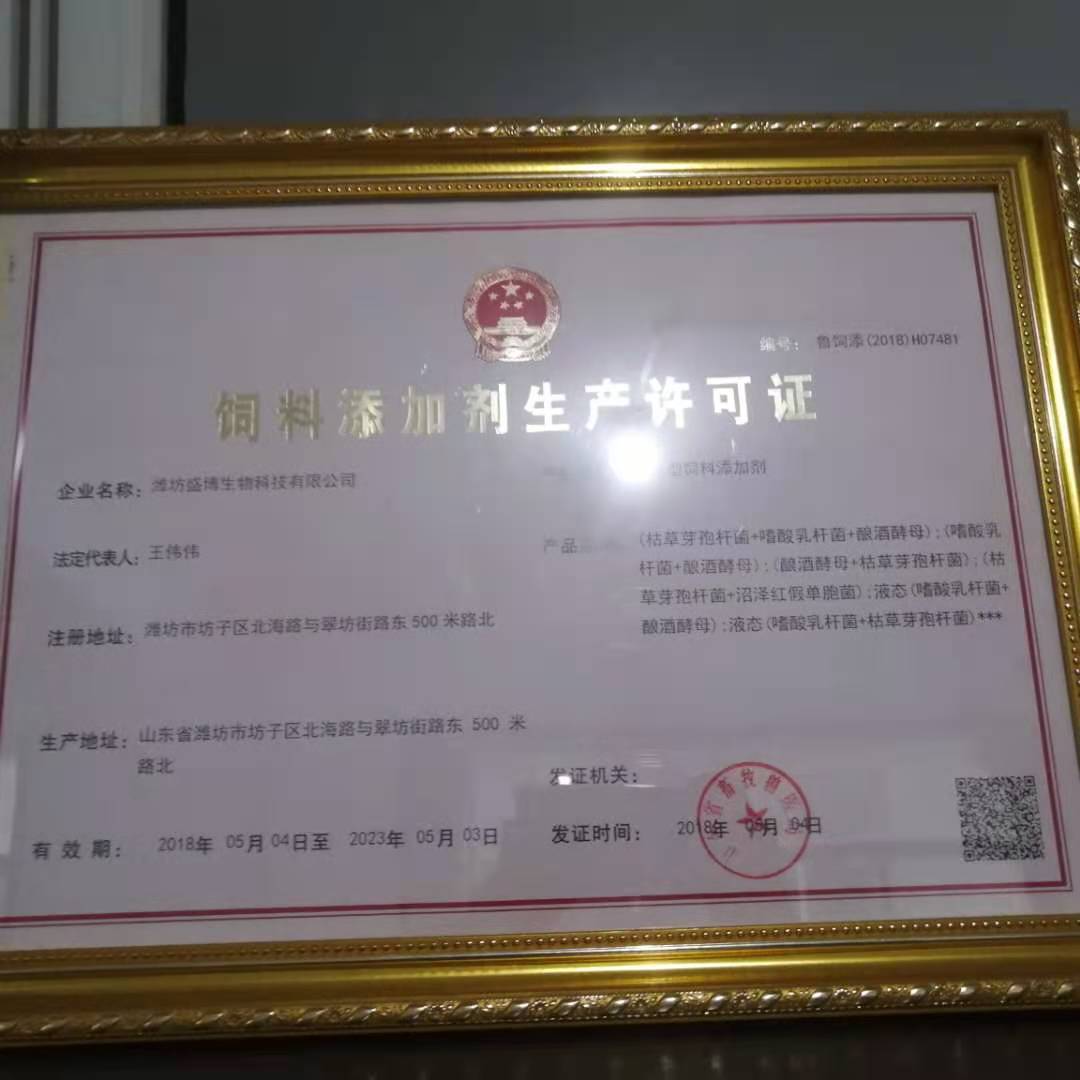 编号： 鲁饲添(2018)H07481
饲料添加剂生产许可证
企业名称： 潍坊盛博生物科技有限公司
饲料添加剂
法定代表人： 王伟伟
产品
(枯草芽孢杆菌+嗜酸乳杆菌+酿酒酵母)；(嗜酸乳
杆菌+酿酒酵母)；(酿酒酵母+枯草芽孢杆菌)；(枯
草芽孢杆菌+沼泽红假单胞菌)；液态(嗜酸乳杆菌+
酿酒酵母)；液态(嗜酸乳杆菌+枯草芽孢杆菌)***
注册地址： 潍坊市坊子区北海路与翠坊街路东500米路北
生产地址： 山东省潍坊市坊子区北海路与翠坊街路东 500 米
路北
发证机关：
省畜牧兽医
有效期： 2018年 05月 04日至 2023年 05月 03日
发证时间： 2018年 05月 04日